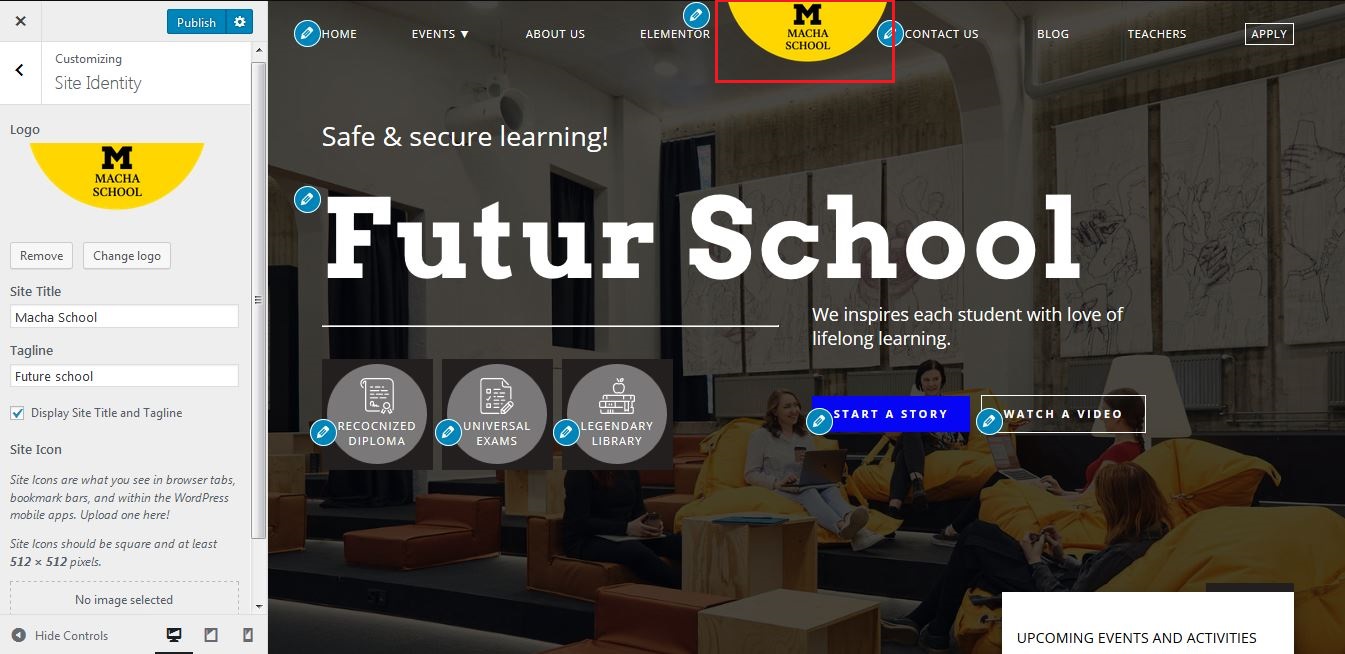 Publish
Customizing
Site Identity
Logo
M
MACHA
SCHOOL
Remove
Change logo
Site Title
Macha School
Tagline
Future school
Display Site Title and Tagline
Site Icon
Site Icons are what you see in browser tabs,
bookmark bars, and within the WordPress
mobile apps. Upload one here!
Site Icons should be square and at least
512 × 512 pixels.
No image selected
Hide Controls
HOME
EVENTS ▼
ABOUT US
ELEMENTOR
M
MACHA
SCHOOL
CONTACT US
BLOG
TEACHERS
APPLY
Safe & secure learning!
Futur School
We inspires each student with love of
lifelong learning.
RECOCNIZED
DIPLOMA
UNIVERSAL
EXAMS
LEGENDARY
LIBRARY
START A STORY
WATCH A VIDEO
UPCOMING EVENTS AND ACTIVITIES